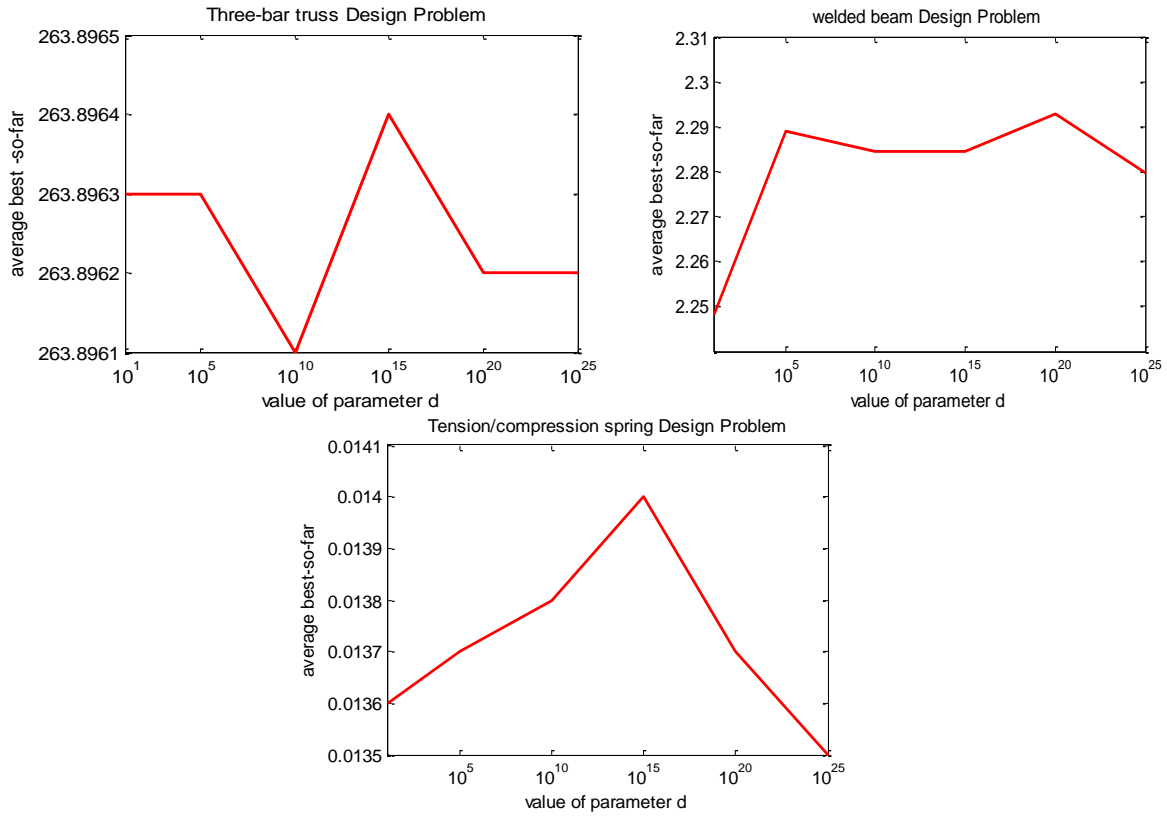 Three-bar truss Design Problem
263.8965
263.8964
263.8963
263.8962
263.8961
average best -so-far
10^1 10^5 10^10 10^15 10^20 10^25
value of parameter d
welded beam Design Problem
2.31
2.3
2.29
2.28
2.27
2.26
2.25
average best-so-far
10^5 10^10 10^15 10^20 10^25
value of parameter d
Tension/compression spring Design Problem
0.0141
0.014
0.0139
0.0138
0.0137
0.0136
0.0135
average best-so-far
10^5 10^10 10^15 10^20 10^25
value of parameter d